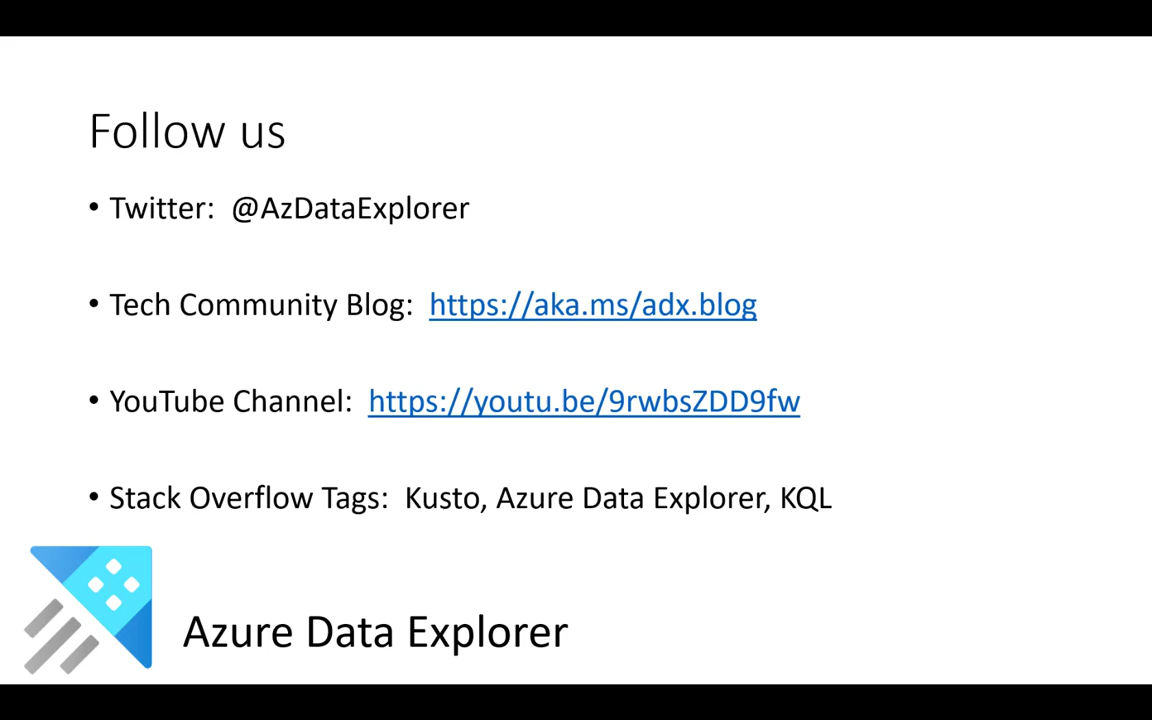 Follow us
• Twitter: @AzDataExplorer
• Tech Community Blog: https://aka.ms/adx.blog
• YouTube Channel: https://youtu.be/9rwbsZDD9fw
• Stack Overflow Tags: Kusto, Azure Data Explorer, KQL
Azure Data Explorer